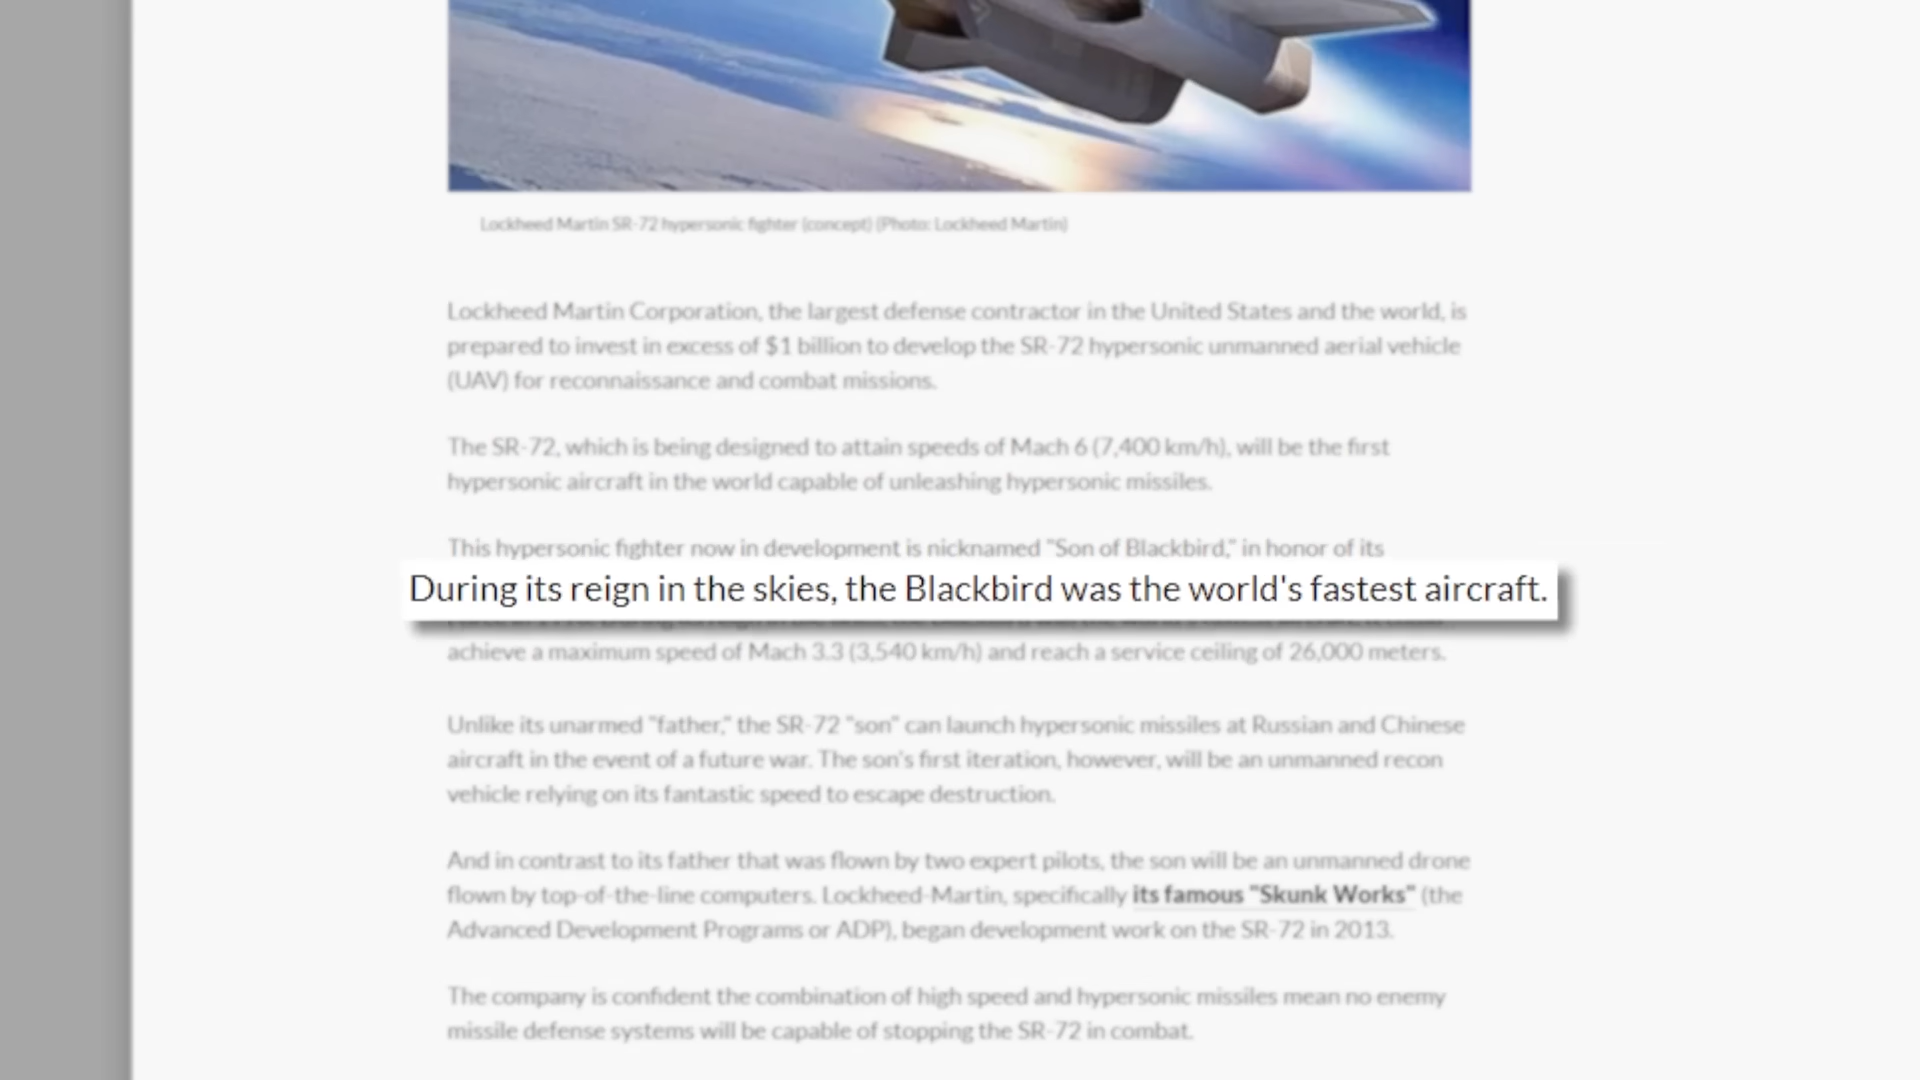 Lockheed Martin SR-72 hypersonic fighter (concept) (Photo: Lockheed Martin)
Lockheed Martin Corporation, the largest defense contractor in the United States and the world, is
prepared to invest in excess of $1 billion to develop the SR-72 hypersonic unmanned aerial vehicle
(UAV) for reconnaissance and combat missions.
The SR-72, which is being designed to attain speeds of Mach 6 (7,400 km/h), will be the first
hypersonic aircraft in the world capable of unleashing hypersonic missiles.
This hypersonic fighter now in development is nicknamed "Son of Blackbird," in honor of its
During its reign in the skies, the Blackbird was the world's fastest aircraft.
achieve a maximum speed of Mach 3.3 (3,540 km/h) and reach a service ceiling of 26,000 meters.
Unlike its unarmed "father," the SR-72 "son" can launch hypersonic missiles at Russian and Chinese
aircraft in the event of a future war. The son's first iteration, however, will be an unmanned recon
vehicle relying on its fantastic speed to escape destruction.
And in contrast to its father that was flown by two expert pilots, the son will be an unmanned drone
flown by top-of-the-line computers. Lockheed-Martin, specifically its famous "Skunk Works" (the
Advanced Development Programs or ADP), began development work on the SR-72 in 2013.
The company is confident the combination of high speed and hypersonic missiles mean no enemy
missile defense systems will be capable of stopping the SR-72 in combat.